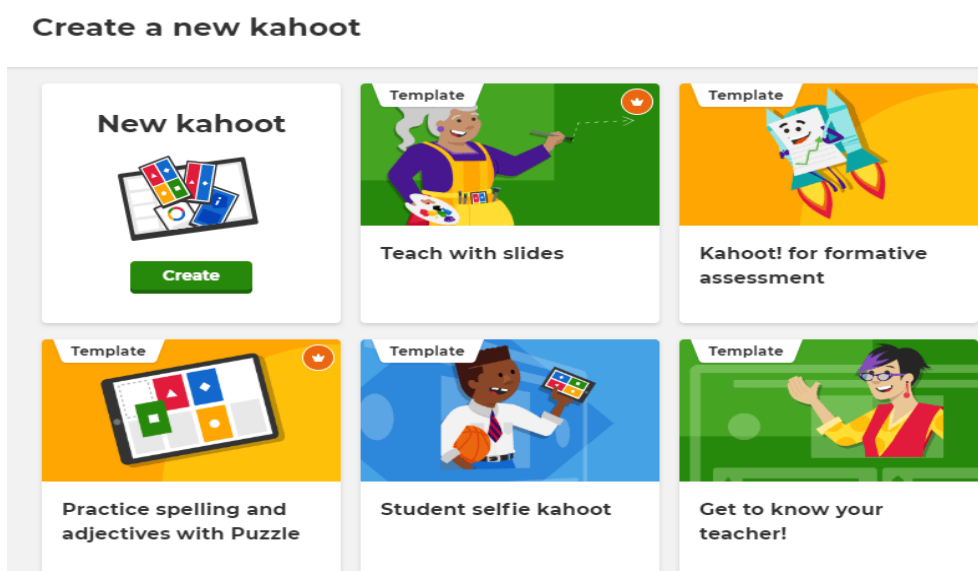 Create a new kahoot
New kahoot
Create
Template
Teach with slides
Template
Kahoot! for formative
assessment
Template
Practice spelling and
adjectives with Puzzle
Template
Student selfie kahoot
Template
Get to know your
teacher!